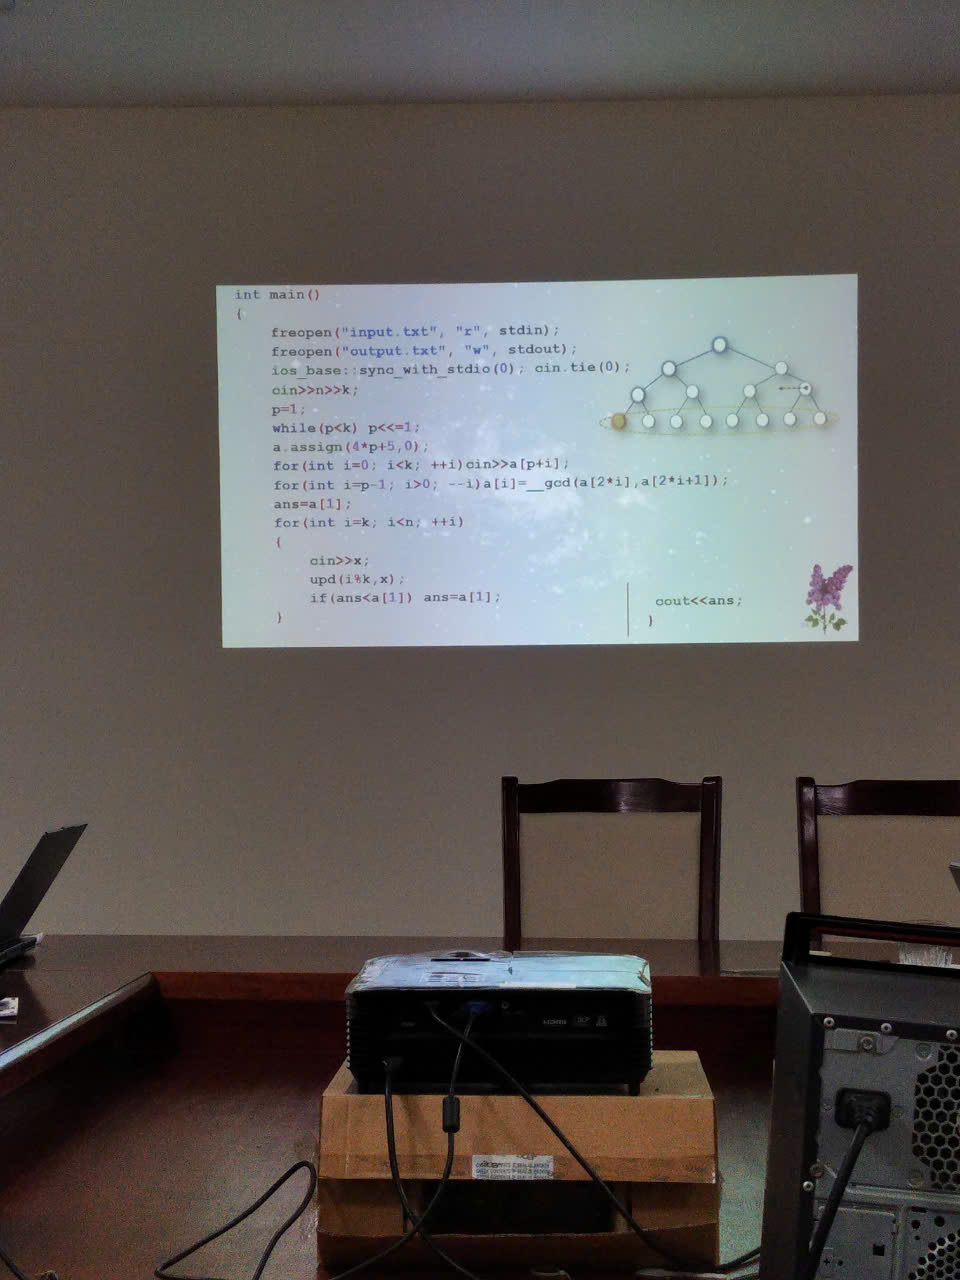 int main()
{
freopen("input.txt", "r", stdin);
freopen("output.txt", "w", stdout);
ios_base::sync_with_stdio(0); cin.tie(0);
cin>>n>>k;
p=1;
while(p<k) p<<=1;
a.assign(4*p+5,0);
for(int i=0; i<k; ++i)cin>>a[p+i];
for(int i=p-1; i>0; --i)a[i]=__gcd(a[2*i],a[2*i+1]);
ans=a[1];
for(int i=k; i<n; ++i)
{
cin>>x;
upd(i%k,x);
if(ans<a[1]) ans=a[1];
}
cout<<ans;
}
HDMI
DLP
acer